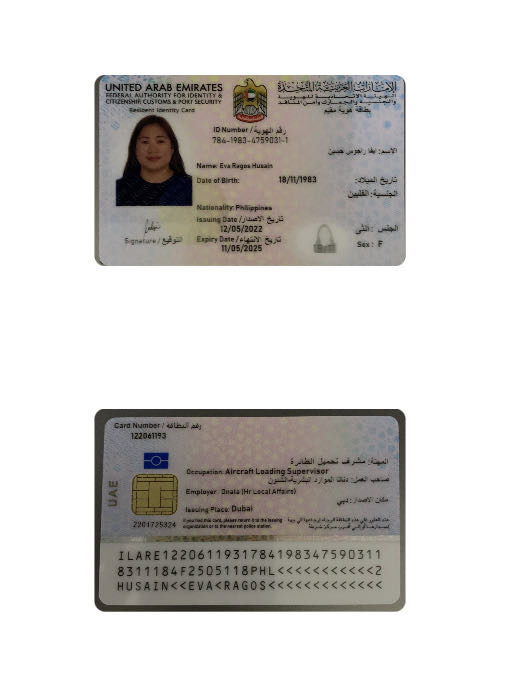 UNITED ARAB EMIRATES
FEDERAL AUTHORITY FOR IDENTITY &
CITIZENSHIP, CUSTOMS & PORT SECURITY
Resident Identity Card
الإمارات العربية المتحدة
الهيئة الاتحادية للهوية
والجنسية والجمارك وأمن المنافذ
بطاقة هوية مقيم
ID Number / رقم الهوية
784-1983-4759031-1
الاسم: ايفا راجوس حسين
Name: Eva Ragos Husain
Date of Birth: 18/11/1983 تاريخ الميلاد:
الجنسية: الفلبين
Nationality: Philippines
Issuing Date / تاريخ الاصدار
12/05/2022
Expiry Date / تاريخ الانتهاء
11/05/2025
الجنس:
Sex: F
Signature / التوقيع
Card Number / رقم البطاقة
122061193
UAE
المهنة: مشرف تحميل الطائرة
Occupation: Aircraft Loading Supervisor
صاحب العمل: دناتا الموارد البشرية-الشئون
Employer: Dnata (Hr Local Affairs)
مكان الاصدار: دبي
Issuing Place: Dubai
2201725324
If you find this card, please return it to the issuing
organization or to the nearest police station.
ILARE1220611931784198347590311
8311184F2505118PHL<<<<<<<<<<<2
HUSAIN<<EVA<RAGOS<<<<<<<<<<<<<